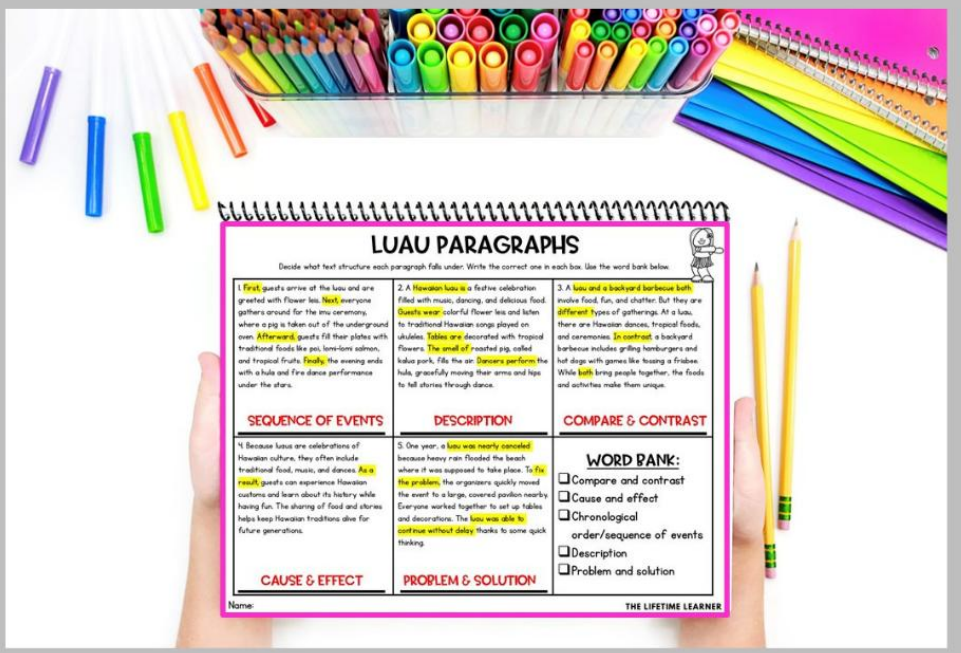 LUAU PARAGRAPHS
Decide what text structure each paragraph falls under. Write the correct one in each box. Use the word bank below.
1. First, guests arrive at the luau and are
greeted with flower leis. Next, everyone
gathers around for the imu ceremony,
where a pig is taken out of the underground
oven. Afterward, guests fill their plates with
traditional foods like poi, lomi-lomi salmon,
and tropical fruits. Finally, the evening ends
with a hula and fire dance performance
under the stars.
SEQUENCE OF EVENTS
2. A Hawaiian luau is a festive celebration
filled with music, dancing, and delicious food.
Guests wear colorful flower leis and listen
to traditional Hawaiian songs played on
ukuleles. Tables are decorated with tropical
flowers. The smell of roasted pig, called
kalua pork, fills the air. Dancers perform the
hula, gracefully moving their arms and hips
to tell stories through dance.
DESCRIPTION
3. A luau and a backyard barbecue both
involve food, fun, and chatter. But they are
different types of gatherings. At a luau,
there are Hawaiian dances, tropical foods,
and ceremonies. In contrast, a backyard
barbecue includes grilling hamburgers and
hot dogs with games like tossing a frisbee.
While both bring people together, the foods
and activities make them unique.
COMPARE & CONTRAST
4. Because luaus are celebrations of
Hawaiian culture, they often include
traditional food, music, and dances. As a
result, guests can experience Hawaiian
customs and learn about its history while
having fun. The sharing of food and stories
helps keep Hawaiian traditions alive for
future generations.
CAUSE & EFFECT
5. One year, a luau was nearly canceled
because heavy rain flooded the beach
where it was supposed to take place. To fix
the problem, the organizers quickly moved
the event to a large, covered pavilion nearby.
Everyone worked together to set up tables
and decorations. The luau was able to
continue without delay thanks to some quick
thinking.
PROBLEM & SOLUTION
WORD BANK:
Compare and contrast
Cause and effect
Chronological
order/sequence of events
Description
Problem and solution
Name:
THE LIFETIME LEARNER